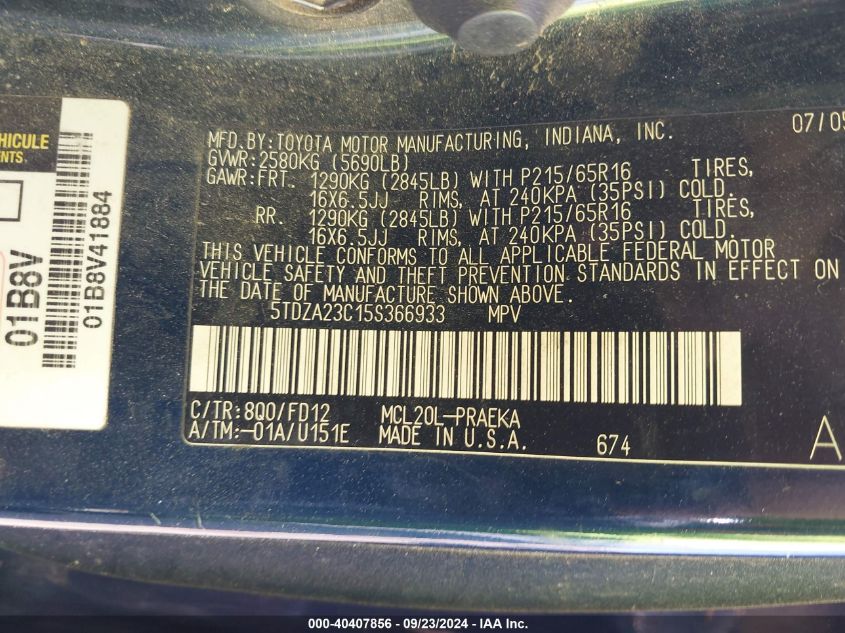 VEHICULE
ENTS.
01B8V
01B8V41884
MFD.BY:TOYOTA MOTOR MANUFACTURING, INDIANA, INC. 07/05
GVWR:2580KG (5690LB)
GAWR:FRT. 1290KG (2845LB) WITH P215/65R16 TIRES,
16X6.5JJ RIMS, AT 240KPA (35PSI) COLD.
RR. 1290KG (2845LB) WITH P215/65R16 TIRES,
16X6.5JJ RIMS, AT 240KPA (35PSI) COLD.
THIS VEHICLE CONFORMS TO ALL APPLICABLE FEDERAL MOTOR
VEHICLE SAFETY AND THEFT PREVENTION STANDARDS IN EFFECT ON
THE DATE OF MANUFACTURE SHOWN ABOVE.
5TDZA23C15S366933 MPV
C/TR:8Q0/FD12 MCL20L-PRAEKA
A/TM:-01A/U151E MADE IN U.S.A. 674 A
000-40407856 - 09/23/2024 - IAA Inc.